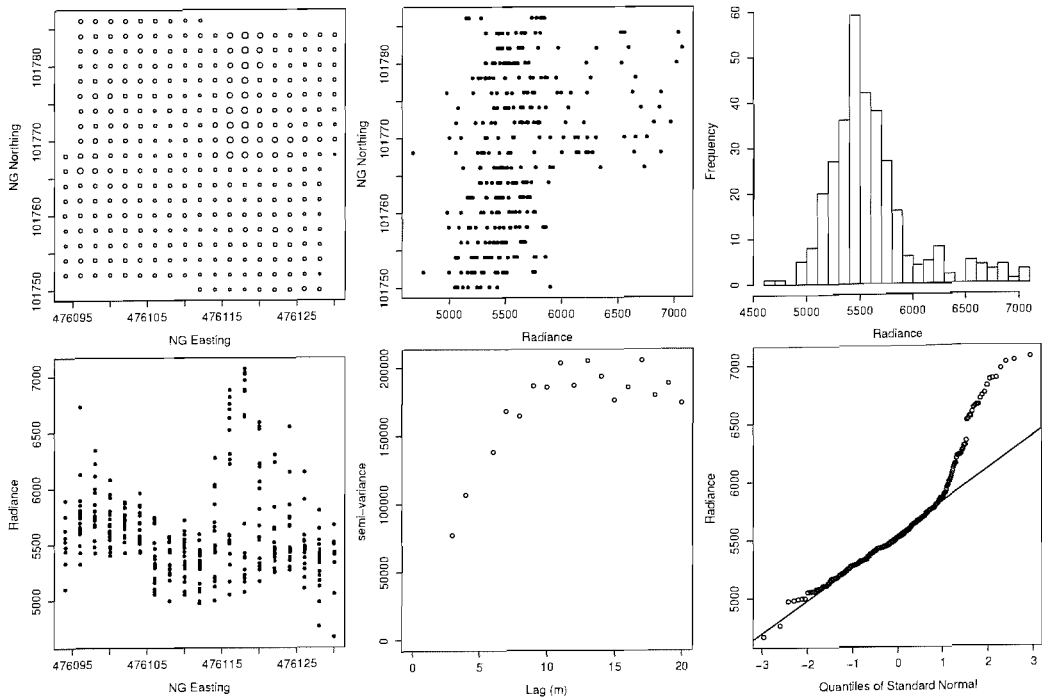 101780
101770
101760
101750
NG Northing
476095 476105 476115 476125
NG Easting
101780
101770
101760
101750
NG Northing
5000 5500 6000 6500 7000
Radiance
60
50
40
30
20
10
0
Frequency
4500 5000 5500 6000 6500 7000
Radiance
7000
6500
6000
5500
5000
Radiance
476095 476105 476115 476125
NG Easting
200000
150000
100000
50000
0
semi-variance
0 5 10 15 20
Lag (m)
7000
6500
6000
5500
5000
Radiance
-3 -2 -1 0 1 2 3
Quantiles of Standard Normal